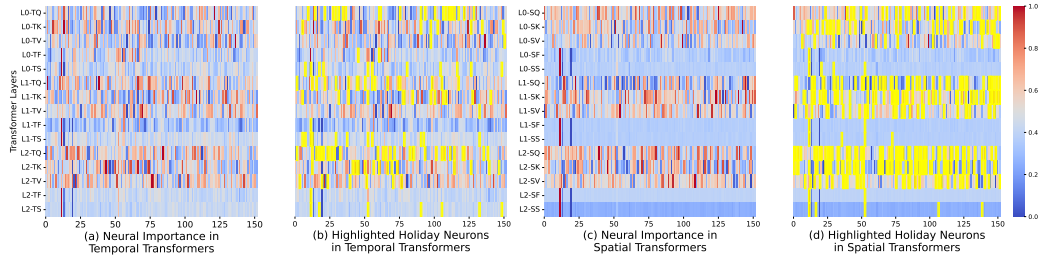 Transformer Layers
L0-TQ
L0-TK
L0-TV
L0-TF
L0-TS
L1-TQ
L1-TK
L1-TV
L1-TF
L1-TS
L2-TQ
L2-TK
L2-TV
L2-TF
L2-TS
0 25 50 75 100 125 150
(a) Neural Importance in
Temporal Transformers
0 25 50 75 100 125 150
(b) Highlighted Holiday Neurons
in Temporal Transformers
L0-SQ
L0-SK
L0-SV
L0-SF
L0-SS
L1-SQ
L1-SK
L1-SV
L1-SF
L1-SS
L2-SQ
L2-SK
L2-SV
L2-SF
L2-SS
0 25 50 75 100 125 150
(c) Neural Importance in
Spatial Transformers
0 25 50 75 100 125 150
(d) Highlighted Holiday Neurons
in Spatial Transformers
1.0
0.8
0.6
0.4
0.2
0.0